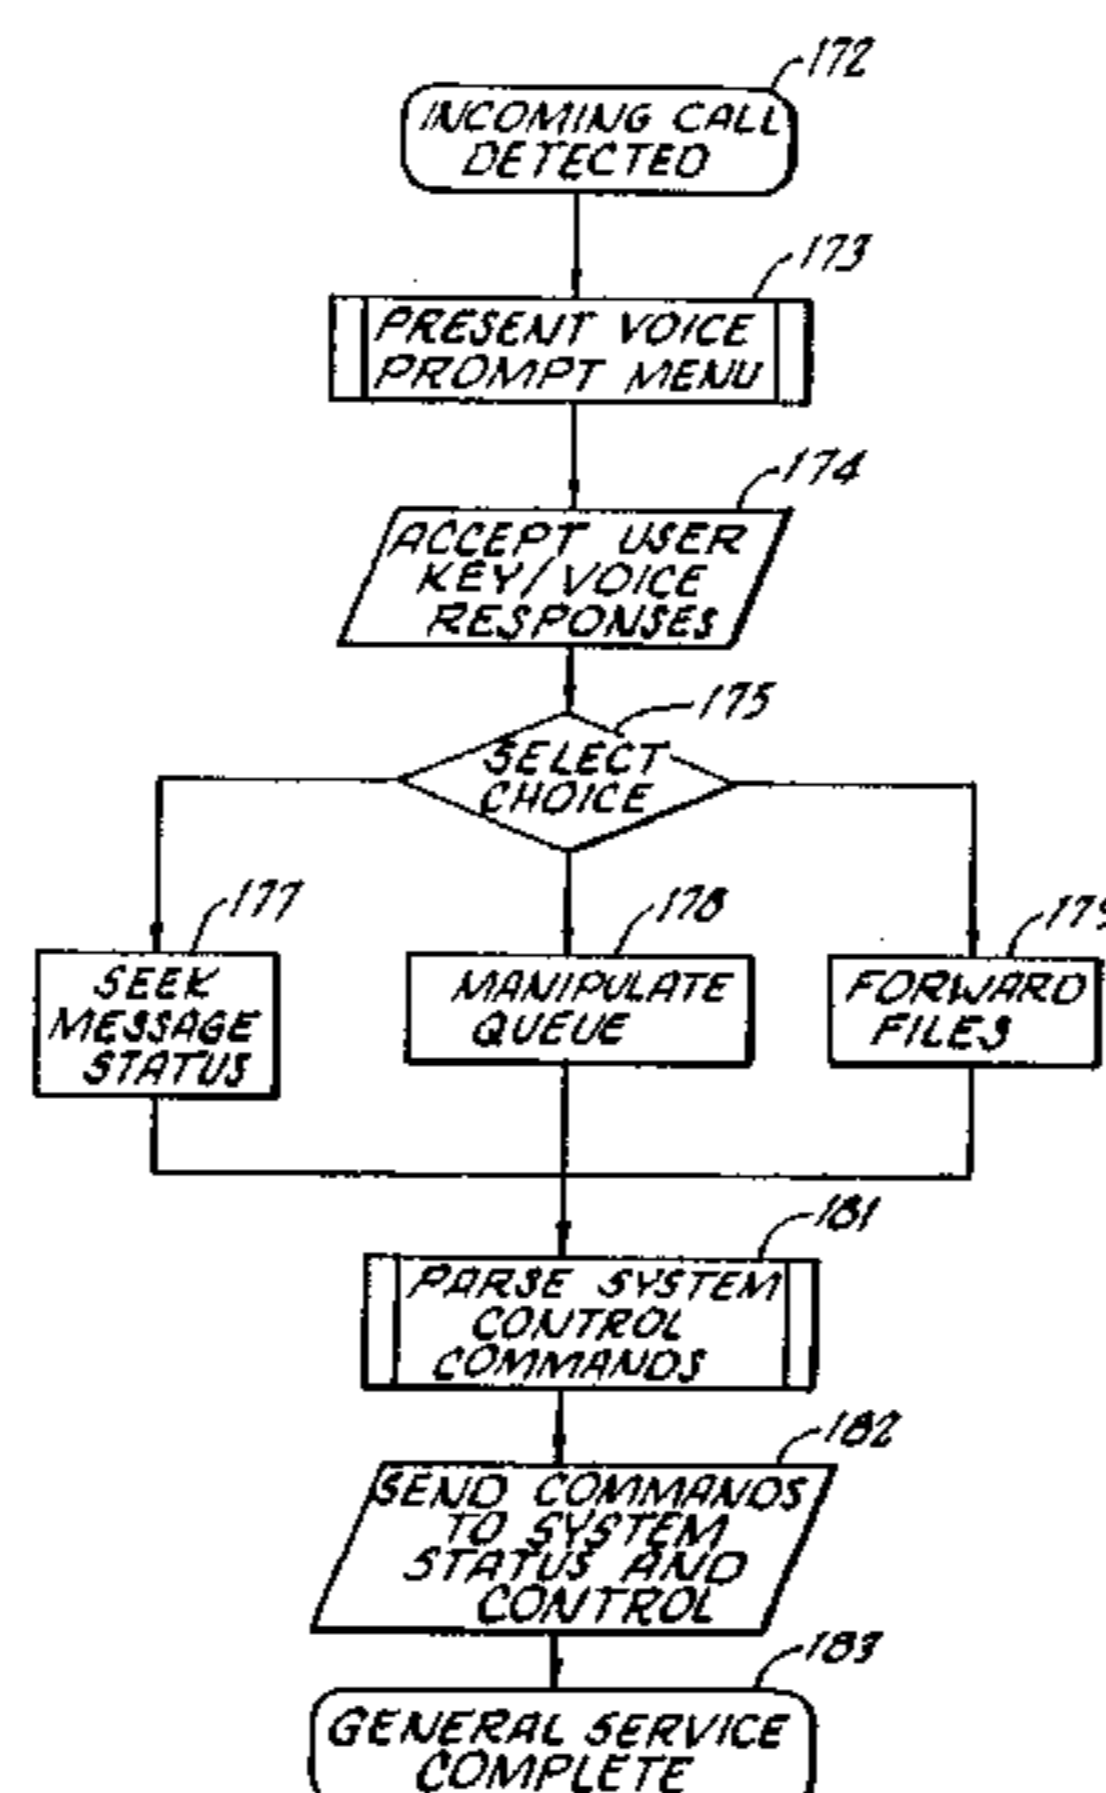 172
INCOMING CALL
DETECTED
173
PRESENT VOICE
PROMPT MENU
174
ACCEPT USER
KEY/VOICE
RESPONSES
175
SELECT
CHOICE
177
SEEK
MESSAGE
STATUS
178
MANIPULATE
QUEUE
179
FORWARD
FILES
181
PARSE SYSTEM
CONTROL
COMMANDS
182
SEND COMMANDS
TO SYSTEM
STATUS AND
CONTROL
183
GENERAL SERVICE
COMPLETE